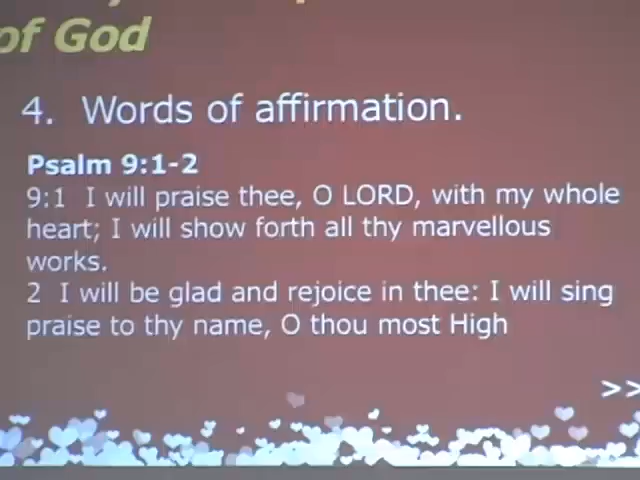 of God
4. Words of affirmation.
Psalm 9:1-2
9:1 I will praise thee, O LORD, with my whole
heart; I will show forth all thy marvellous
works.
2 I will be glad and rejoice in thee: I will sing
praise to thy name, O thou most High
>>